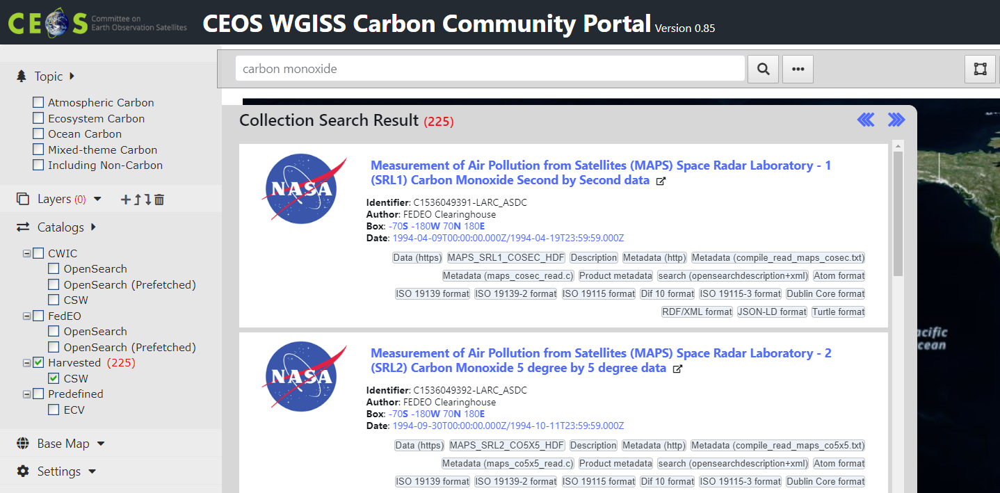 CEOS Committee on
Earth Observation Satellites
CEOS WGISS Carbon Community Portal Version 0.85
Topic
Atmospheric Carbon
Ecosystem Carbon
Ocean Carbon
Mixed-theme Carbon
Including Non-Carbon
Layers (0)
Catalogs
CWIC
OpenSearch
OpenSearch (Prefetched)
CSW
FedEO
OpenSearch
OpenSearch (Prefetched)
Harvested (225)
CSW
Predefined
ECV
Base Map
Settings
carbon monoxide
Collection Search Result (225)
NASA
Measurement of Air Pollution from Satellites (MAPS) Space Radar Laboratory - 1
(SRL1) Carbon Monoxide Second by Second data
Identifier: C1536049391-LARC_ASDC
Author: FEDEO Clearinghouse
Box: -70S -180W 70N 180E
Date: 1994-04-09T00:00:00.000Z/1994-04-19T23:59:59.000Z
Data (https) MAPS_SRL1_COSEC_HDF Description Metadata (http) Metadata (compile_read_maps_cosec.txt)
Metadata (maps_cosec_read.c) Product metadata search (opensearchdescription+xml) Atom format
ISO 19139 format ISO 19139-2 format ISO 19115 format Dif 10 format ISO 19115-3 format Dublin Core format
RDF/XML format JSON-LD format Turtle format
NASA
Measurement of Air Pollution from Satellites (MAPS) Space Radar Laboratory - 2
(SRL2) Carbon Monoxide 5 degree by 5 degree data
Identifier: C1536049392-LARC_ASDC
Author: FEDEO Clearinghouse
Box: -70S -180W 70N 180E
Date: 1994-09-30T00:00:00.000Z/1994-10-11T23:59:59.000Z
Data (https) MAPS_SRL2_CO5X5_HDF Description Metadata (http) Metadata (compile_read_maps_co5x5.txt)
Metadata (maps_co5x5_read.c) Product metadata search (opensearchdescription+xml) Atom format
ISO 19139 format ISO 19139-2 format ISO 19115 format Dif 10 format ISO 19115-3 format Dublin Core format
acific
cean